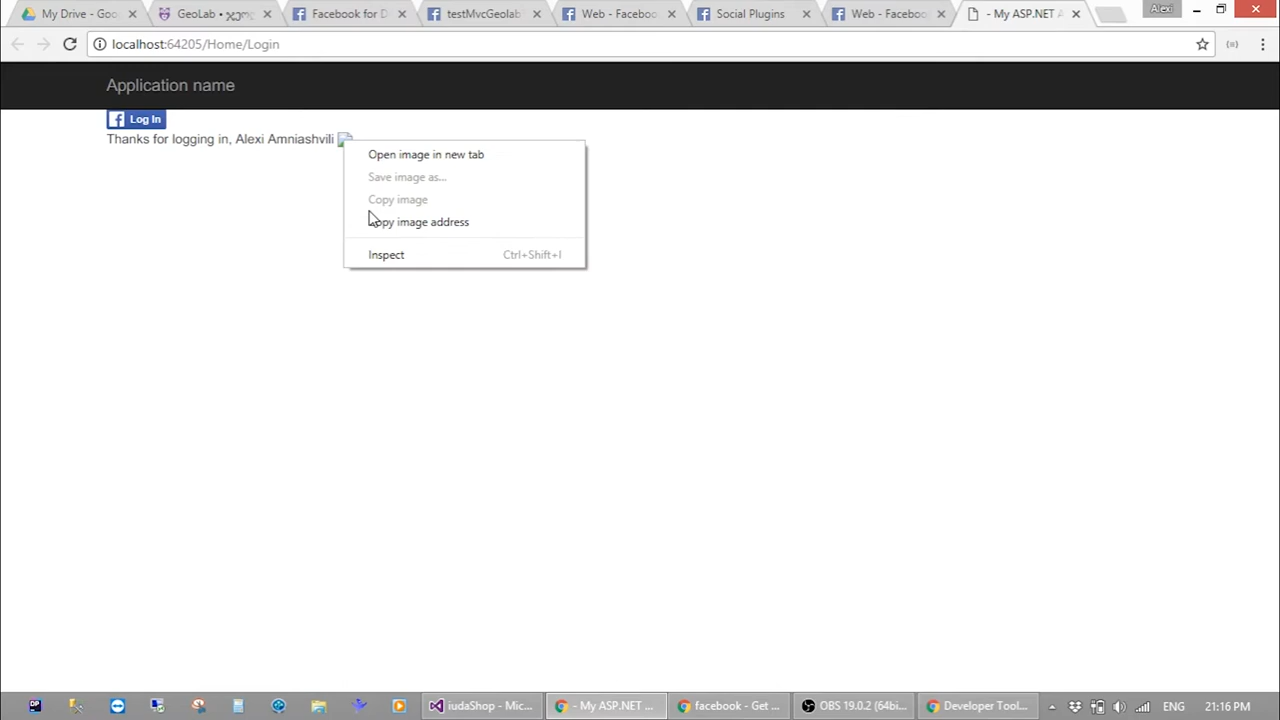 My Drive - Goo
GeoLab •
Facebook for D
testMvcGeolab
Web - Faceboo
Social Plugins
Web - Faceboo
- My ASP.NET A
Alexi
localhost:64205/Home/Login
Application name
Log In
Thanks for logging in, Alexi Amniashvili
Open image in new tab
Save image as...
Copy image
Copy image address
Inspect Ctrl+Shift+I
iudaShop - Mic...
- My ASP.NET ...
facebook - Get ...
OBS 19.0.2 (64bi...
Developer Tool...
ENG
21:16 PM